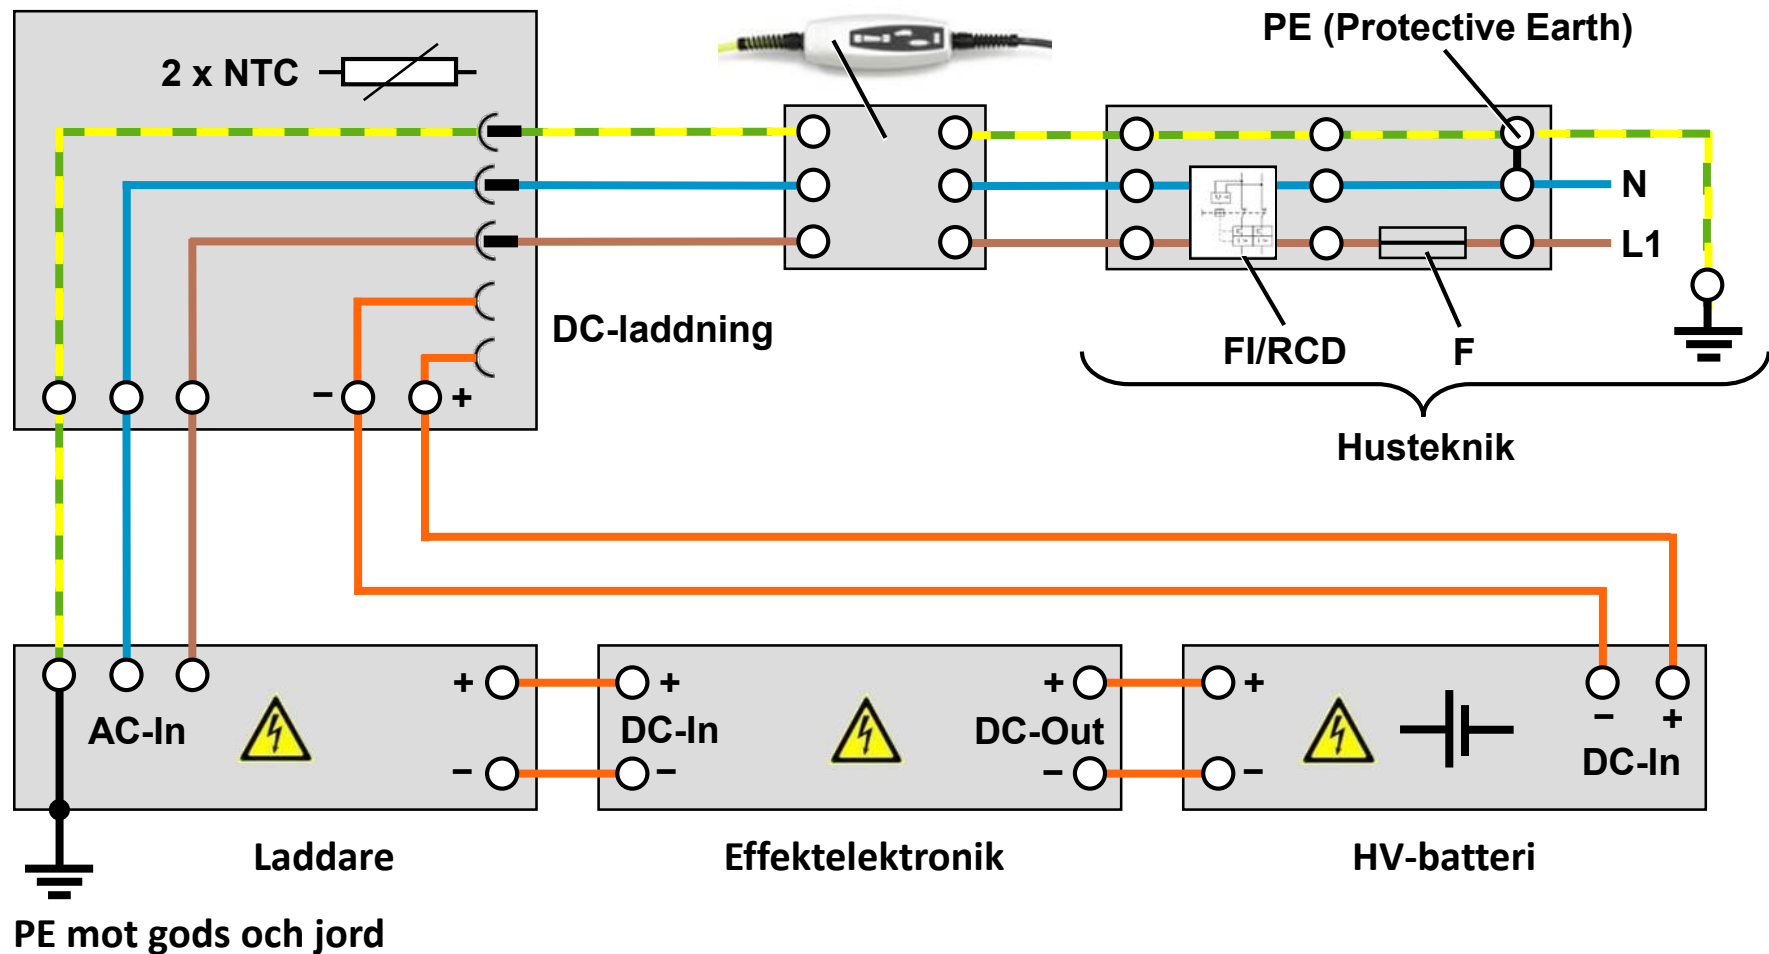 PE (Protective Earth)
2 x NTC
N
L1
DC-laddning
FI/RCD
F
– +
Husteknik
+ + + +
AC-In
DC-In
DC-Out
– +
DC-In
– – – –
Laddare
Effektelektronik
HV-batteri
PE mot gods och jord